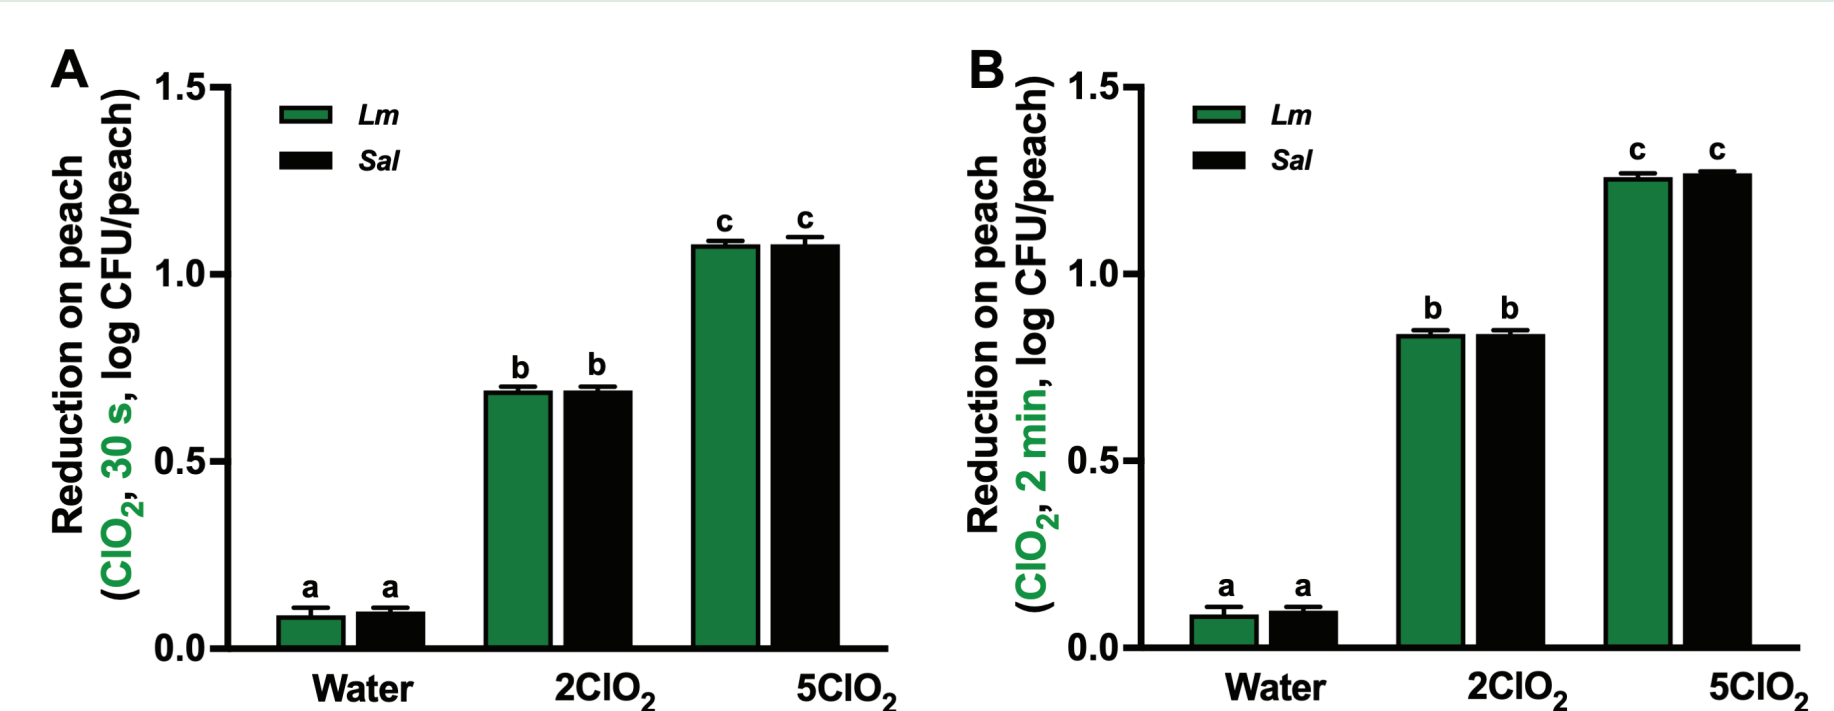 A
Reduction on peach
(ClO₂, 30 s, log CFU/peach)
1.5
1.0
0.5
0.0
Lm
Sal
a
a
b
b
c
c
Water
2ClO₂
5ClO₂
B
Reduction on peach
(ClO₂, 2 min, log CFU/peach)
1.5
1.0
0.5
0.0
Lm
Sal
a
a
b
b
c
c
Water
2ClO₂
5ClO₂